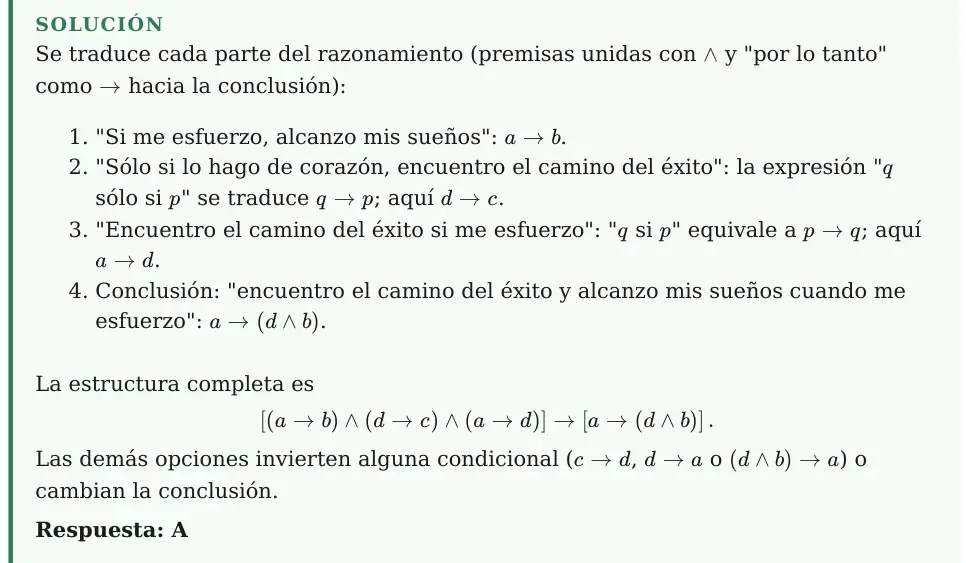 SOLUCIÓN
Se traduce cada parte del razonamiento (premisas unidas con ∧ y "por lo tanto"
como → hacia la conclusión):
1. "Si me esfuerzo, alcanzo mis sueños": a → b.
2. "Sólo si lo hago de corazón, encuentro el camino del éxito": la expresión "q
sólo si p" se traduce q → p; aquí d → c.
3. "Encuentro el camino del éxito si me esfuerzo": "q si p" equivale a p → q; aquí
a → d.
4. Conclusión: "encuentro el camino del éxito y alcanzo mis sueños cuando me
esfuerzo": a → (d ∧ b).
La estructura completa es
[(a → b) ∧ (d → c) ∧ (a → d)] → [a → (d ∧ b)].
Las demás opciones invierten alguna condicional (c → d, d → a o (d ∧ b) → a) o
cambian la conclusión.
Respuesta: A